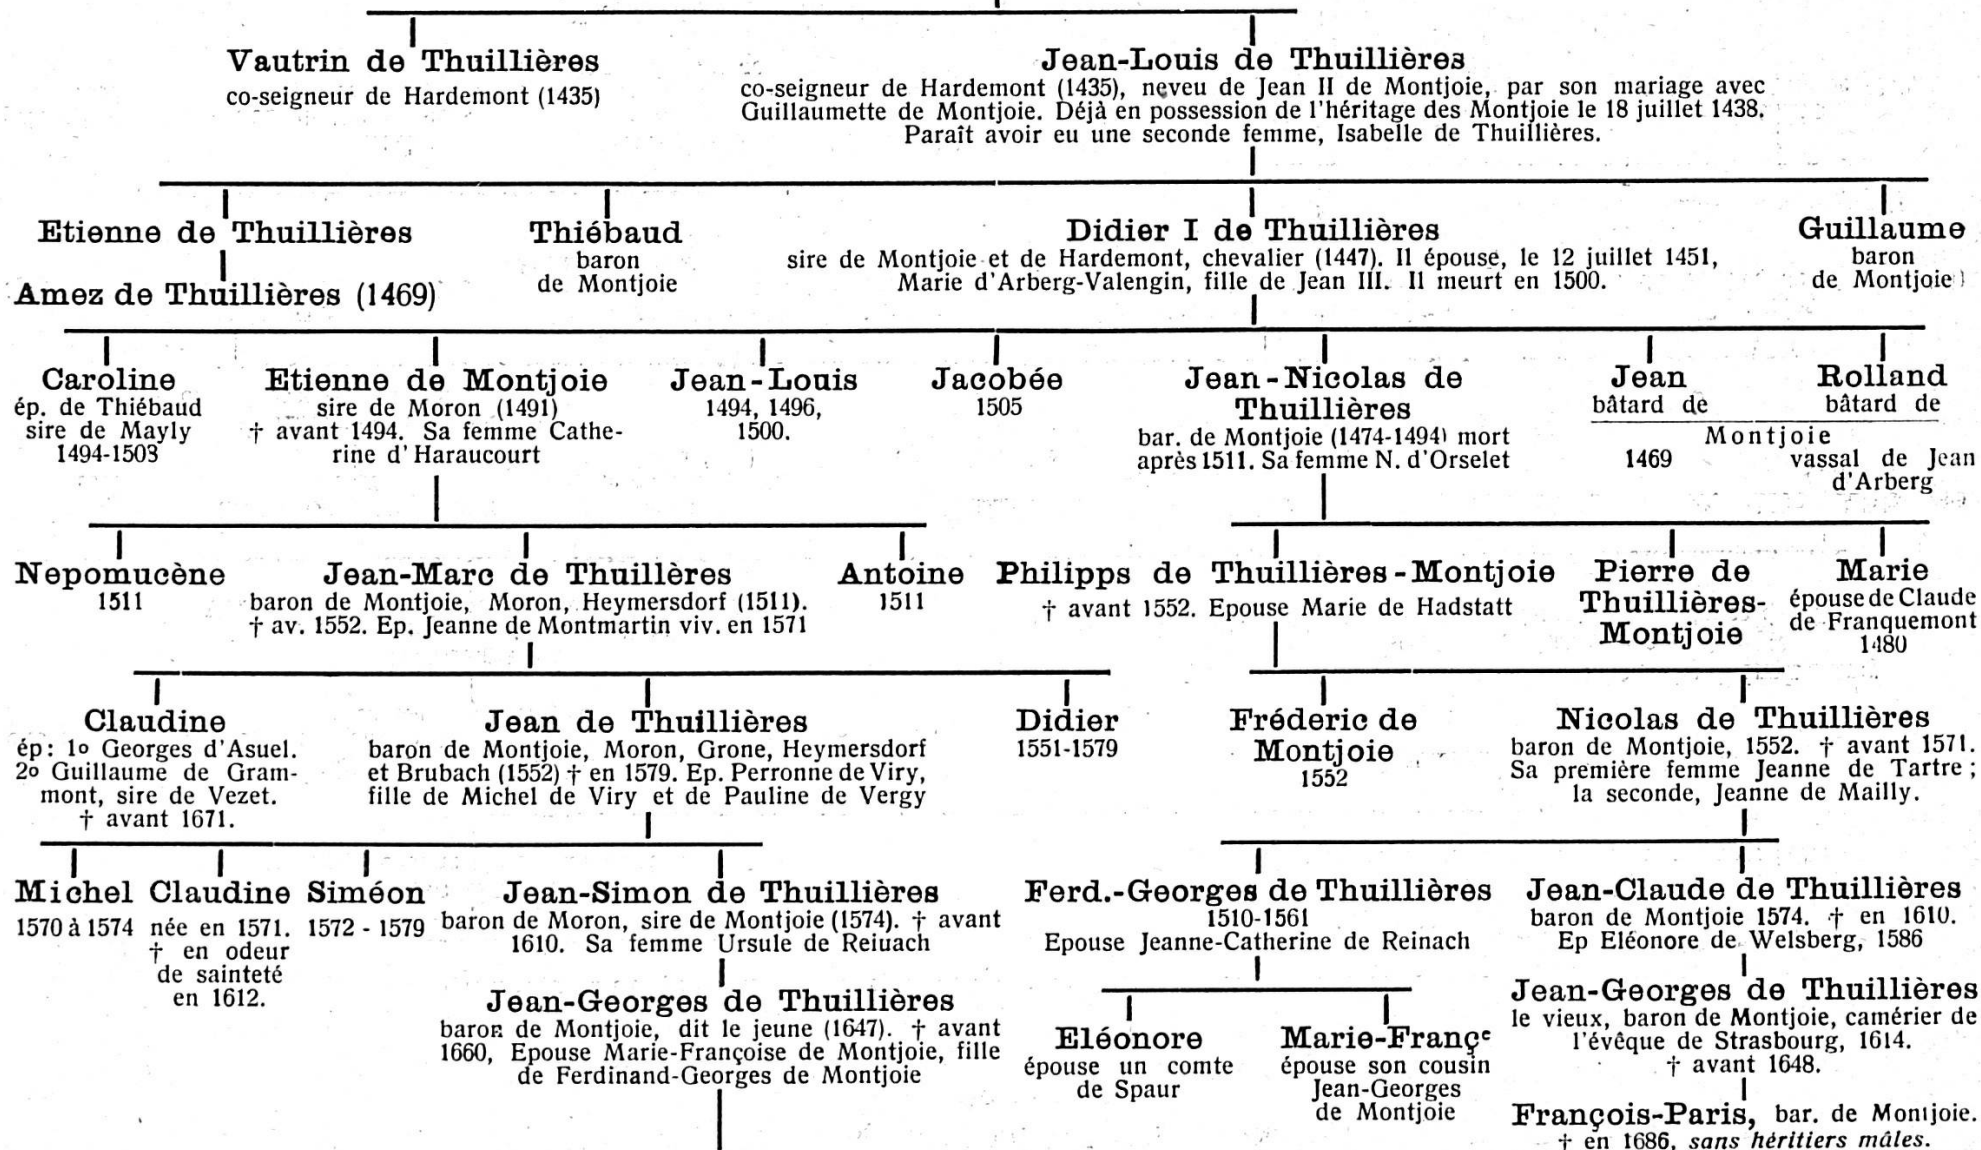 Vautrin de Thuillières
co-seigneur de Hardemont (1435)
Jean-Louis de Thuillières
co-seigneur de Hardemont (1435), neveu de Jean II de Montjoie, par son mariage avec
Guillaumette de Montjoie. Déjà en possession de l'héritage des Montjoie le 18 juillet 1438.
Paraît avoir eu une seconde femme, Isabelle de Thuillières.
Etienne de Thuillières
Amez de Thuillières (1469)
Thiébaud
baron
de Montjoie
Didier I de Thuillières
sire de Montjoie et de Hardemont, chevalier (1447). Il épouse, le 12 juillet 1451,
Marie d'Arberg-Valengin, fille de Jean III. Il meurt en 1500.
Guillaume
baron
de Montjoie
Caroline
ép. de Thiébaud
sire de Mayly
1494-1503
Etienne de Montjoie
sire de Moron (1491)
† avant 1494. Sa femme Cathe-
rine d'Haraucourt
Jean-Louis
1494, 1496,
1500.
Jacobée
1505
Jean-Nicolas de
Thuillières
bar. de Montjoie (1474-1494) mort
après 1511. Sa femme N. d'Orselet
Jean
bâtard de
Rolland
bâtard de
Montjoie
1469
vassal de Jean
d'Arberg
Nepomucène
1511
Jean-Marc de Thuillères
baron de Montjoie, Moron, Heymersdorf (1511).
† av. 1552. Ep. Jeanne de Montmartin viv. en 1571
Antoine
1511
Philipps de Thuillières-Montjoie
† avant 1552. Epouse Marie de Hadstatt
Pierre de
Thuillières-
Montjoie
Marie
épouse de Claude
de Franquemont
1480
Claudine
ép: 1o Georges d'Asuel.
2o Guillaume de Gram-
mont, sire de Vezet.
† avant 1671.
Jean de Thuillières
baron de Montjoie, Moron, Grone, Heymersdorf
et Brubach (1552) † en 1579. Ep. Perronne de Viry,
fille de Michel de Viry et de Pauline de Vergy
Didier
1551-1579
Fréderic de
Montjoie
1552
Nicolas de Thuillières
baron de Montjoie, 1552. † avant 1571.
Sa première femme Jeanne de Tartre ;
la seconde, Jeanne de Mailly.
Michel
1570 à 1574
Claudine
née en 1571.
† en odeur
de sainteté
en 1612.
Siméon
1572 - 1579
Jean-Simon de Thuillières
baron de Moron, sire de Montjoie (1574). † avant
1610. Sa femme Ursule de Reiuach
Jean-Georges de Thuillières
baron de Montjoie, dit le jeune (1647). † avant
1660, Epouse Marie-Françoise de Montjoie, fille
de Ferdinand-Georges de Montjoie
Ferd.-Georges de Thuillières
1510-1561
Epouse Jeanne-Catherine de Reinach
Eléonore
épouse un comte
de Spaur
Marie-Françᵉ
épouse son cousin
Jean-Georges
de Montjoie
Jean-Claude de Thuillières
baron de Montjoie 1574. † en 1610.
Ep Eléonore de Welsberg, 1586
Jean-Georges de Thuillières
le vieux, baron de Montjoie, camérier de
l'évêque de Strasbourg, 1614.
† avant 1648.
François-Paris, bar. de Montjoie.
† en 1686, sans héritiers mâles.